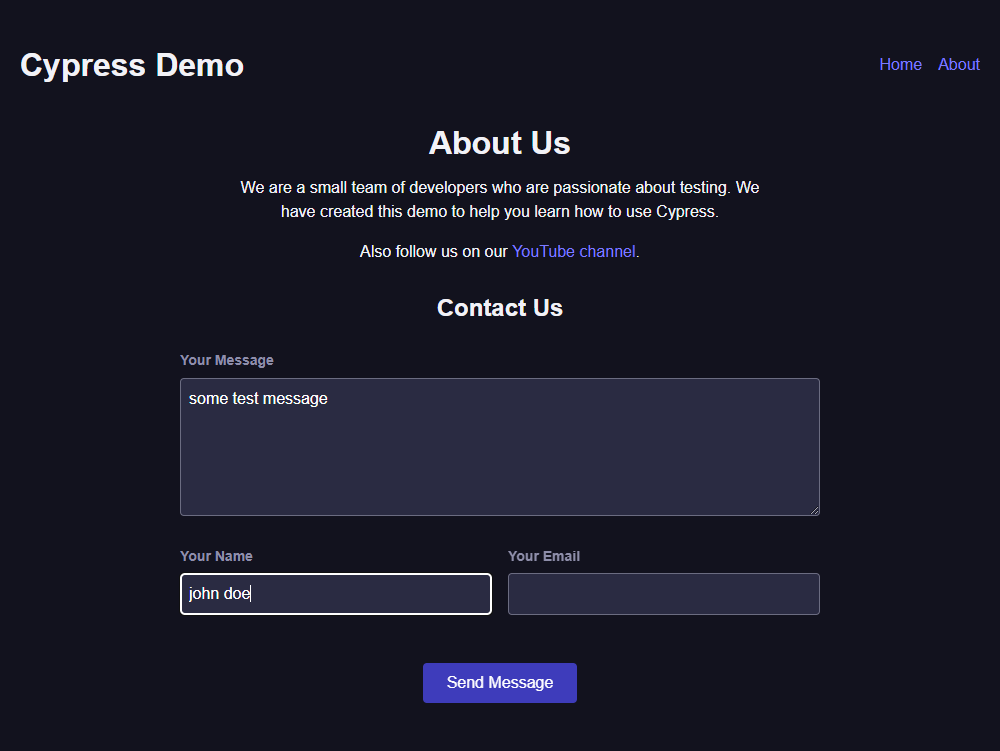 Cypress Demo
Home About
About Us
We are a small team of developers who are passionate about testing. We
have created this demo to help you learn how to use Cypress.
Also follow us on our YouTube channel.
Contact Us
Your Message
some test message
Your Name
Your Email
john doe
Send Message